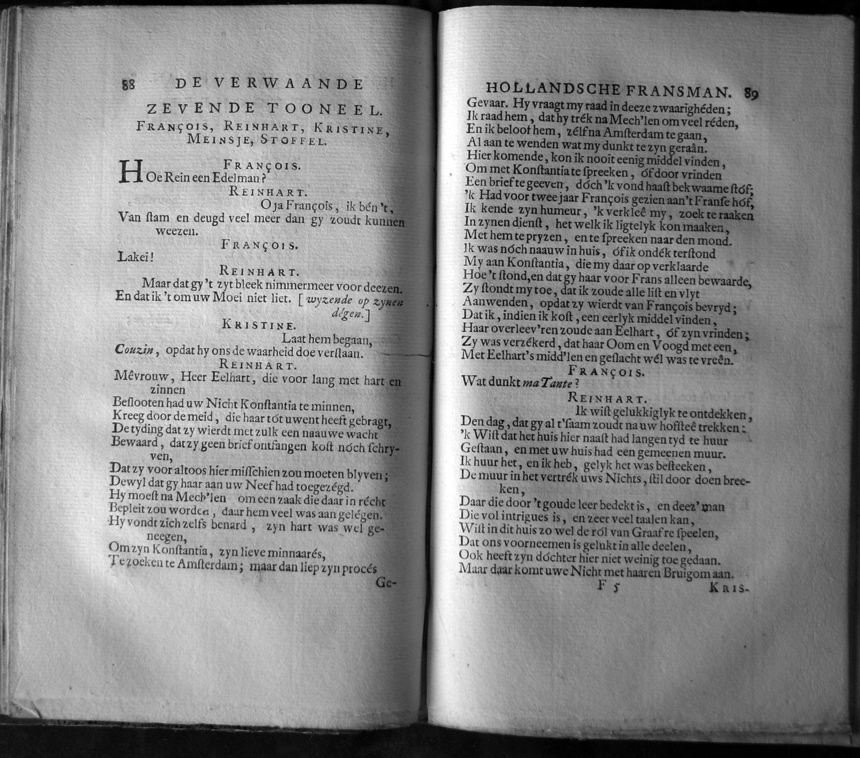 88 DE VERWAANDE
ZEVENDE TOONEEL.
FRANÇOIS, REINHART, KRISTINE,
MEINSJE, STOFFEL.
FRANÇOIS.
HOe Rein een Edelman?
REINHART.
O ja François, ik bén 't,
Van ſtam en deugd veel meer dan gy zoudt kunnen
weezen.
FRANÇOIS.
Lakei!
REINHART.
Maar dat gy't zyt bleek nimmermeer voor deezen.
En dat ik 't om uw Moei niet liet. [wyzende op zynen
dégen.]
KRISTINE.
Laat hem begaan,
Couzin, opdat hy ons de waarheid doe verſtaan.
REINHART.
Mêvrouw, Heer Eelhart, die voor lang met hart en
zinnen
Beſlooten had uw Nicht Konſtantia te minnen,
Kreeg door de meid, die haar tót uwent heeft gebragt,
De tyding dat zy wierdt met zulk een naauwe wacht
Bewaard, dat zy geen brief ontfangen koſt nóch ſchry-
ven,
Dat zy voor altoos hier miſſchien zou moeten blyven;
Dewyl dat gy haar aan uw Neef had toegezégd.
Hy moeſt na Mech'len om een zaak die daar in récht
Bepleit zou worden, daar hem veel was aan gelégen.
Hy vondt zich zelfs benard, zyn hart was wel ge-
neegen,
Om zyn Konſtantia, zyn lieve minnaarés,
Te zoeken te Amſterdam; maar dan liep zyn procés
Ge-
HOLLANDSCHE FRANSMAN. 89
Gevaar. Hy vraagt my raad in deeze zwaarighéden;
Ik raad hem, dat hy trék na Mech'len om veel réden,
En ik beloof hem, zélf na Amſterdam te gaan,
Al aan te wenden wat my dunkt te zyn geraân.
Hier komende, kon ik nooit eenig middel vinden,
Om met Konſtantia te ſpreeken, óf door vrinden
Een brief te geeven, dóch 'k vond haaſt bekwaame ſtóf;
'k Had voor twee jaar François gezien aan't Franſe hóf,
Ik kende zyn humeur, 'k verkleê my, zoek te raaken
In zynen dienſt, het welk ik ligtelyk kon maaken,
Met hem te pryzen, en te ſpreeken naar den mond.
Ik was nóch naauw in huis, óf ik ondék terſtond
My aan Konſtantia, die my daar op verklaarde
Hoe 't ſtond, en dat gy haar voor Frans alleen bewaarde,
Zy ſtondt my toe, dat ik zoude alle liſt en vlyt
Aanwenden, opdat zy wierdt van François bevryd;
Dat ik, indien ik koſt, een eerlyk middel vinden,
Haar overleev'ren zoude aan Eelhart, óf zyn vrinden;
Zy was verzékerd, dat haar Oom en Voogd met een,
Met Eelhart's midd'len en geſlacht wél was te vreên.
FRANÇOIS.
Wat dunkt ma Tante?
REINHART.
Ik wiſt gelukkiglyk te ontdekken,
Den dag, dat gy al t'ſaam zoudt na uw hofſteê trekken:
'k Wiſt dat het huis hier naaſt had langen tyd te huur
Geſtaan, en met uw huis had een gemeenen muur.
Ik huur het, en ik heb, gelyk het was beſteeken,
De muur in het vertrék uws Nichts, ſtil door doen bree-
ken,
Daar die door 't goude leer bedekt is, en deez' man
Die vol intrigues is, en zeer veel taalen kan,
Wiſt in dit huis zo wel de ról van Graaf re ſpeelen,
Dat ons voorneemen is gelukt in alle deelen,
Ook heeft zyn dóchter hier niet weinig toe gedaan.
Maar daar komt uwe Nicht met haaren Bruigom aan.
F 5 KRIS-